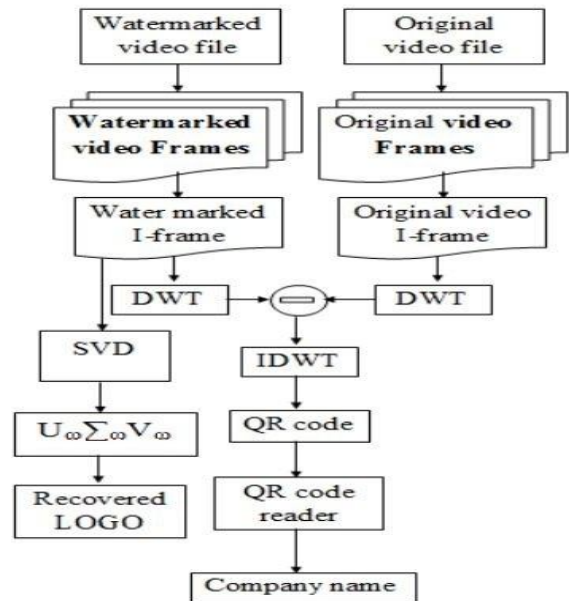 Watermarked
video file
Original
video file
Watermarked
video Frames
Original video
Frames
Water marked
I-frame
Original video
I-frame
DWT
DWT
SVD
IDWT
UωΣωVω
QR code
Recovered
LOGO
QR code
reader
Company name